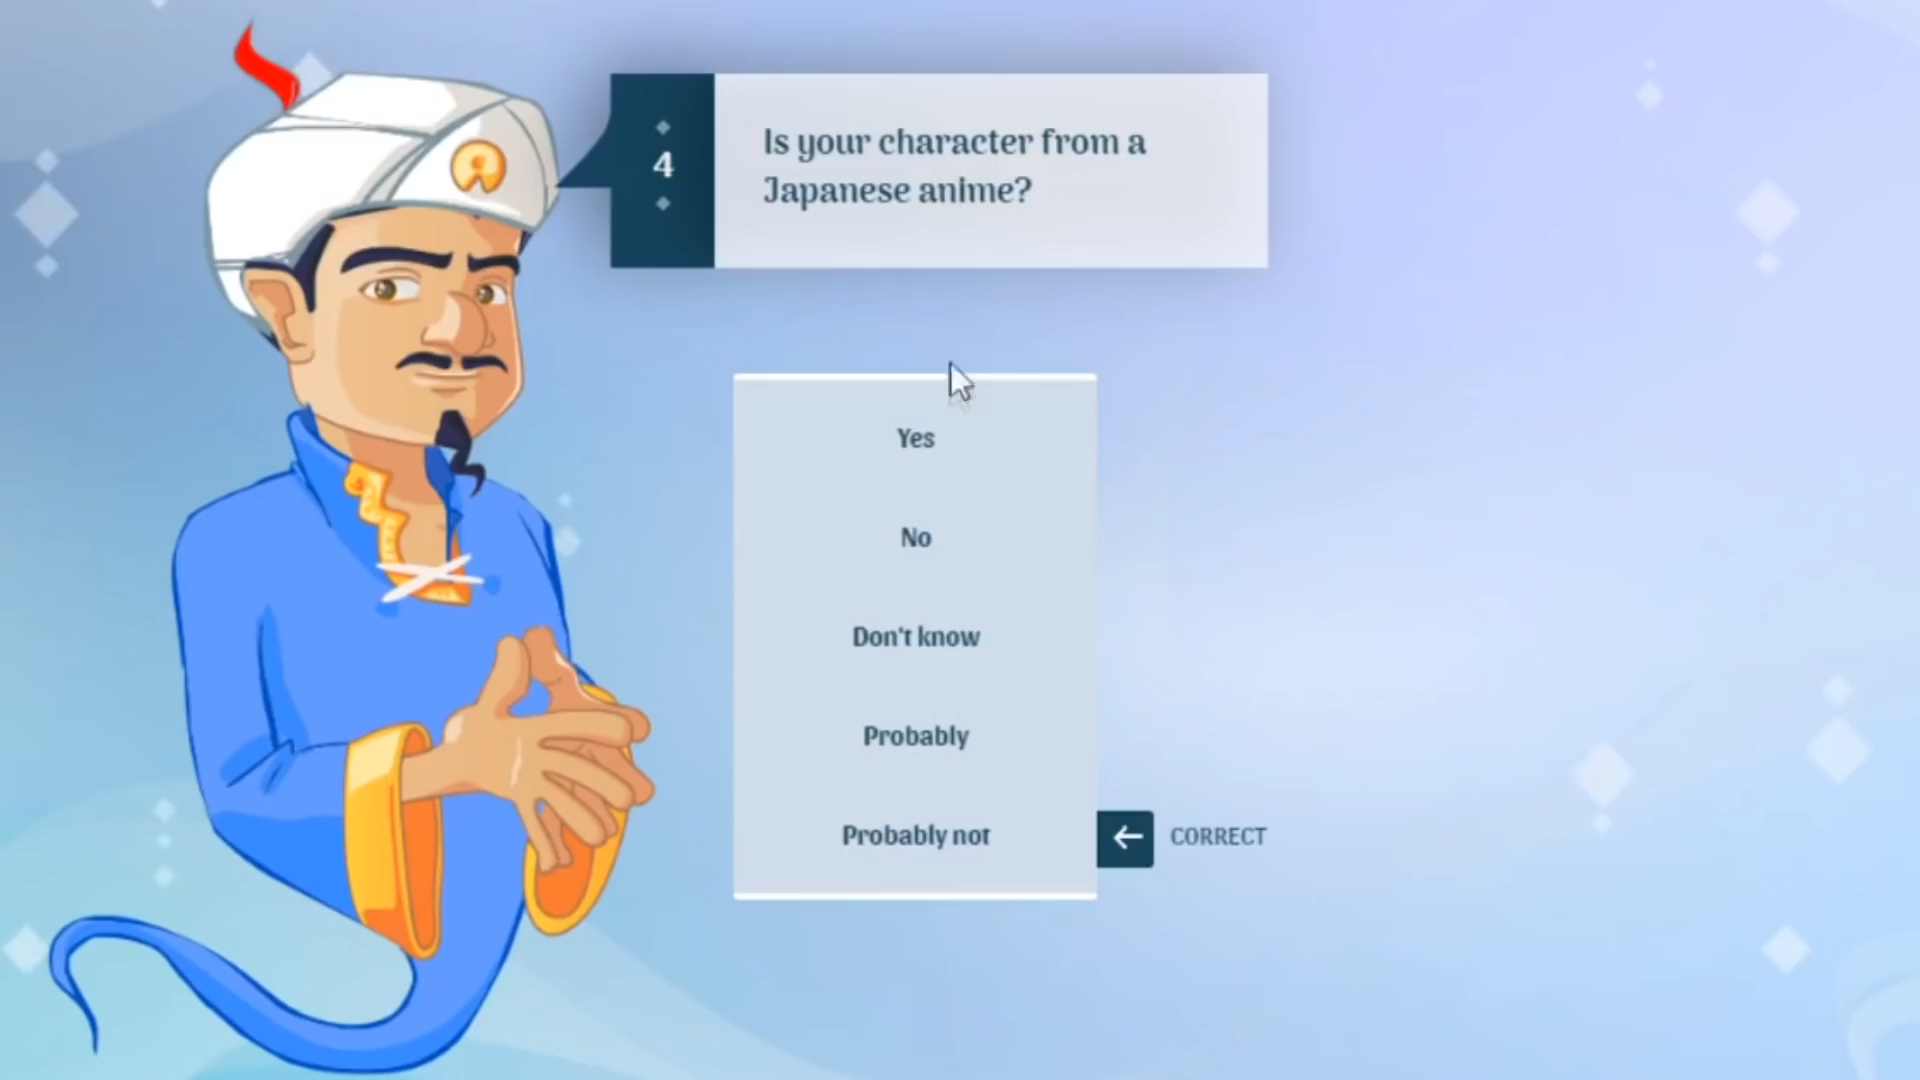 4
Is your character from a
Japanese anime?
Yes
No
Don't know
Probably
Probably not
CORRECT